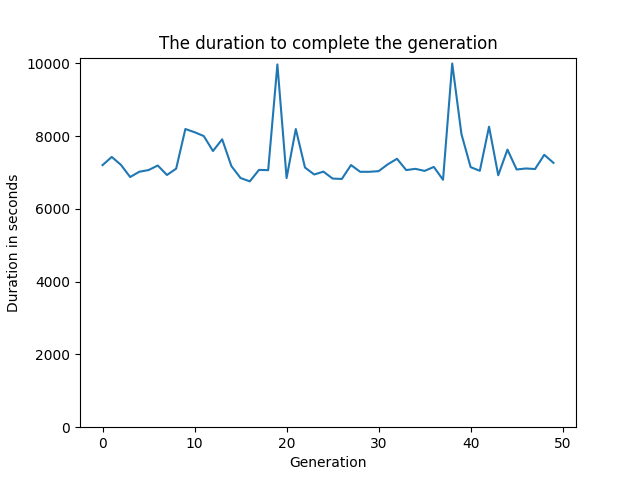 The duration to complete the generation
Duration in seconds
10000
8000
6000
4000
2000
0
0 10 20 30 40 50
Generation